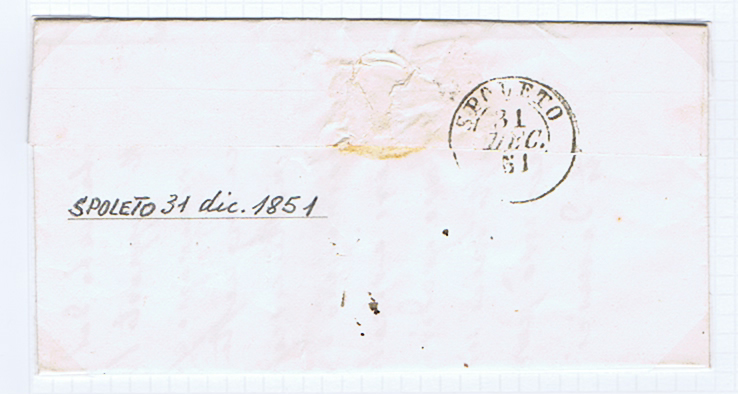 SPOLETO
31
DEC.
51
SPOLETO 31 dic. 1851